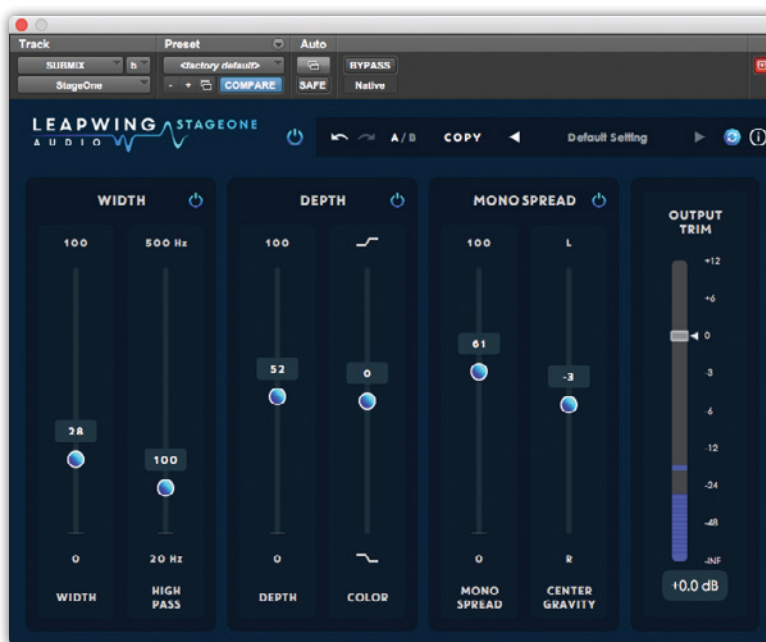 Track Preset Auto
SUBMIX b <factory default> BYPASS
StageOne - + COMPARE SAFE Native
LEAPWING STAGEONE
AUDIO
A/B COPY Default Setting
WIDTH DEPTH MONO SPREAD
OUTPUT
TRIM
100 500 Hz 100 100 L
+12
+6
0
-3
-6
-12
-24
-48
-INF
28 100 52 0 61 -3
0 20 Hz 0 0 R
WIDTH HIGH
PASS DEPTH COLOR MONO
SPREAD CENTER
GRAVITY
+0.0 dB